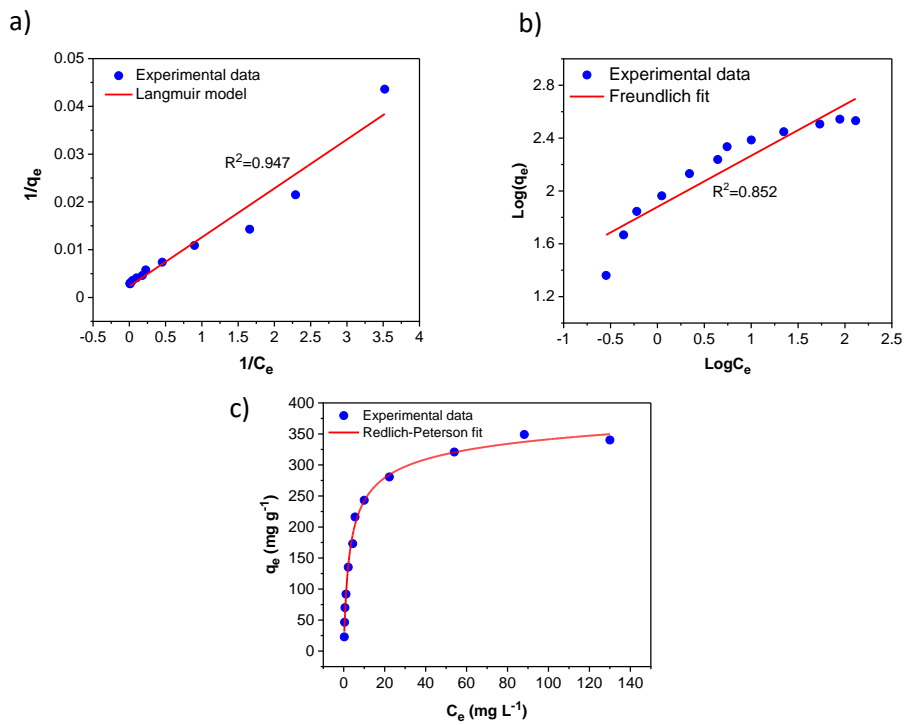 a)
Experimental data
Langmuir model
R²=0.947
1/qₑ
0.05
0.04
0.03
0.02
0.01
0
-0.5 0 0.5 1 1.5 2 2.5 3 3.5 4
1/Cₑ
b)
Experimental data
Freundlich fit
R²=0.852
Log(qₑ)
2.8
2.4
2
1.6
1.2
-1 -0.5 0 0.5 1 1.5 2 2.5
LogCₑ
c)
Experimental data
Redlich-Peterson fit
qₑ (mg g⁻¹)
400
350
300
250
200
150
100
50
0
0 20 40 60 80 100 120 140
Cₑ (mg L⁻¹)